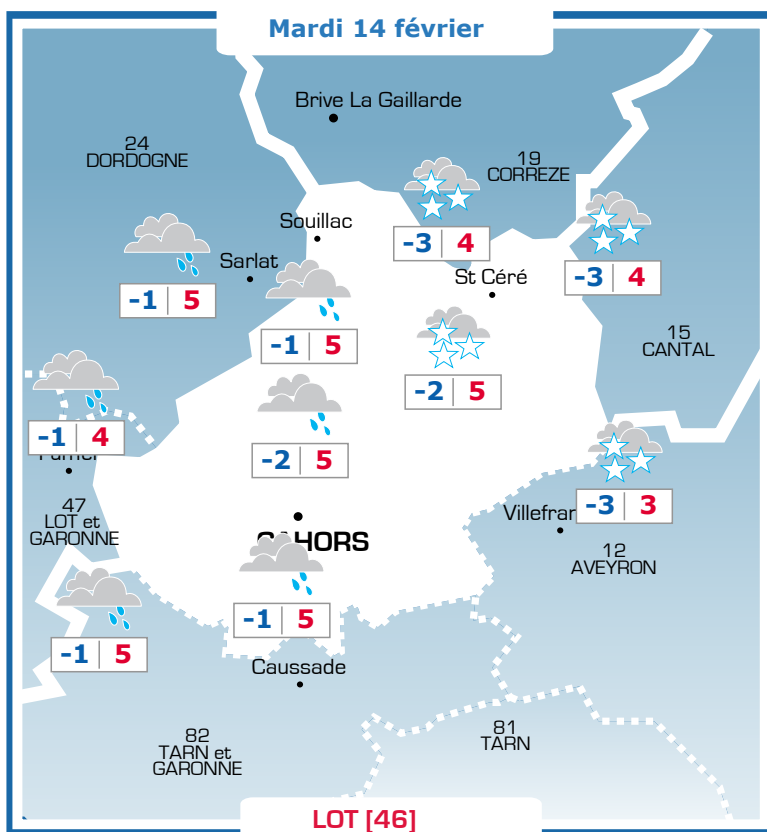 Mardi 14 février
Brive La Gaillarde
24
DORDOGNE
19
CORREZE
Souillac
-3 4
Sarlat
-3 4
St Céré
-1 5
-1 5
15
CANTAL
-2 5
-1 4
-2 5
47
LOT et
GARONNE
-3 3
CAHORS
12
AVEYRON
-1 5
-1 5
Caussade
82
TARN et
GARONNE
81
TARN
LOT [46]